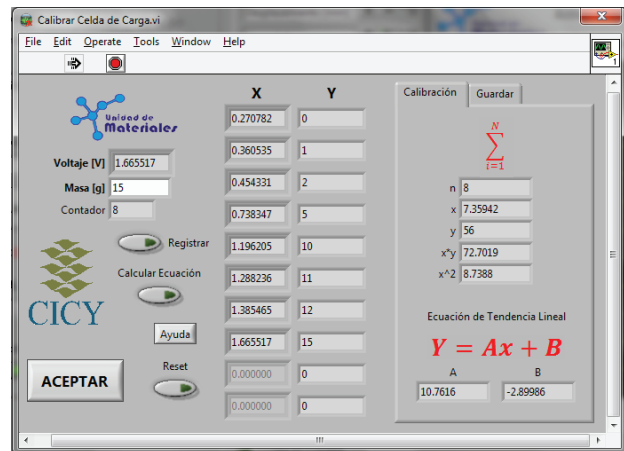 Calibrar Celda de Carga.vi
File Edit Operate Tools Window Help
1
Unidad de
Materiales
Voltaje [V] 1.665517
Masa [g] 15
Contador 8
Registrar
Calcular Ecuación
CICY
Ayuda
Reset
ACEPTAR
X Y
0.270782 0
0.360535 1
0.454331 2
0.738347 5
1.196205 10
1.288236 11
1.385465 12
1.665517 15
0.000000 0
0.000000 0
Calibración Guardar
N
∑
i=1
n 8
x 7.35942
y 56
x*y 72.7019
x^2 8.7388
Ecuación de Tendencia Lineal
Y = Ax + B
A B
10.7616 -2.89986